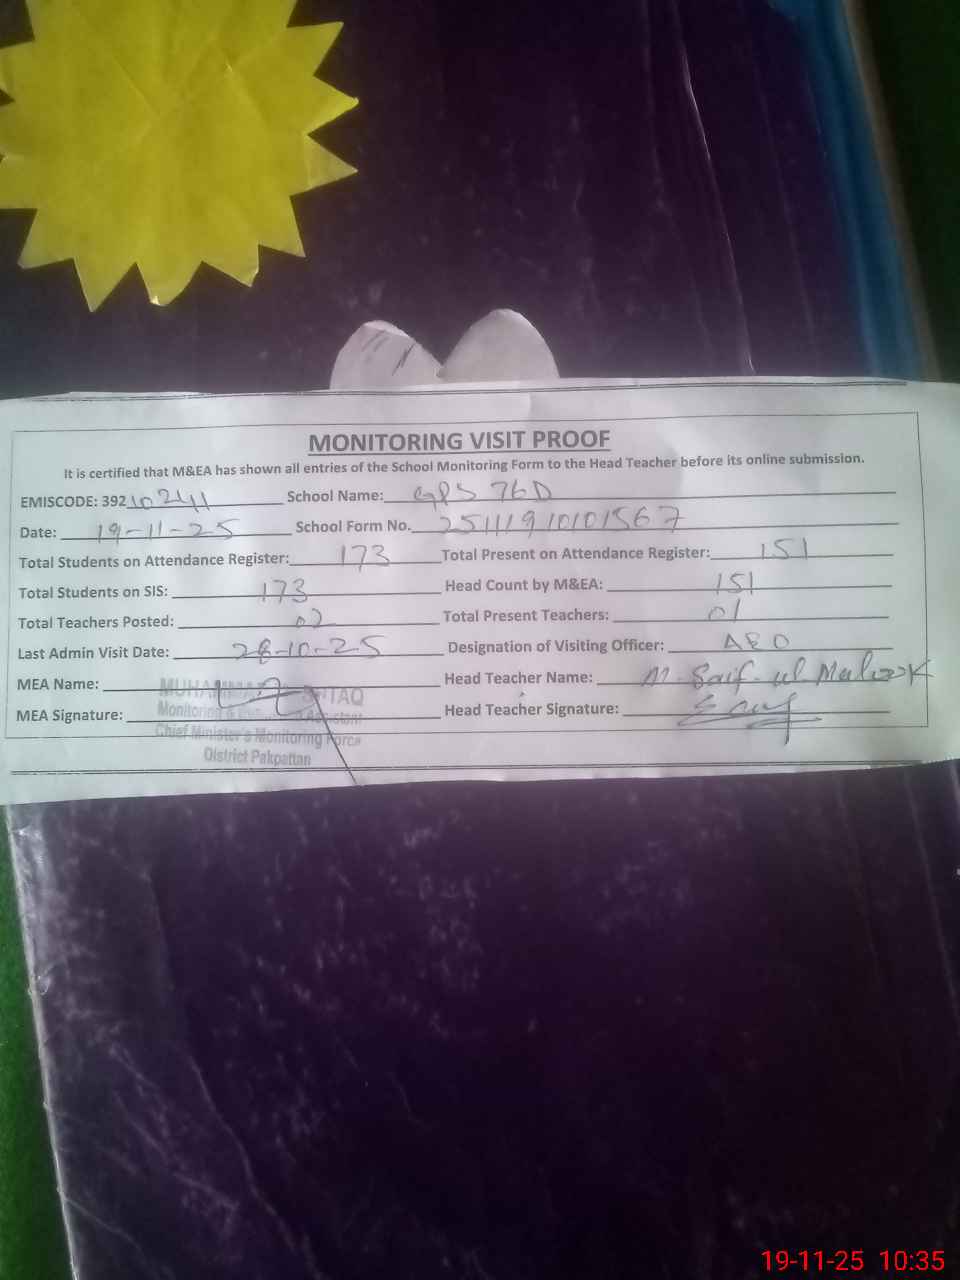 MONITORING VISIT PROOF
It is certified that M&EA has shown all entries of the School Monitoring Form to the Head Teacher before its online submission.
EMISCODE: 392102411 School Name: GPS 76D
Date: 19-11-25 School Form No. 25111910101567
Total Students on Attendance Register: 173 Total Present on Attendance Register: 151
Total Students on SIS: 173 Head Count by M&EA: 151
Total Teachers Posted: 02 Total Present Teachers: 01
Last Admin Visit Date: 28-10-25 Designation of Visiting Officer: AEO
MEA Name: Head Teacher Name: M. Saif-ul Malook
MEA Signature: Head Teacher Signature:
Monitoring & Assistant
Chief Minister's Monitoring Force
District Pakpattan
19-11-25 10:35